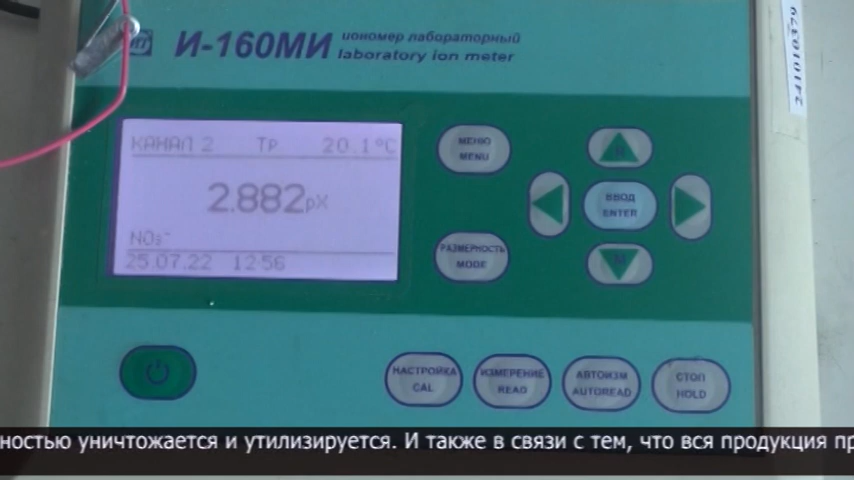 И-160МИ
иономер лабораторный
laboratory ion meter
КАНАЛ 2 Тр 20.1°C
2.882pX
NO₃⁻
25.07.22 12:56
МЕНЮ
MENU
РАЗМЕРНОСТЬ
MODE
ВВОД
ENTER
НАСТРОЙКА
CAL
ИЗМЕРЕНИЕ
READ
АВТОИЗМ
AUTOREAD
СТОП
HOLD
ностью уничтожается и утилизируется. И также в связи с тем, что вся продукция пр